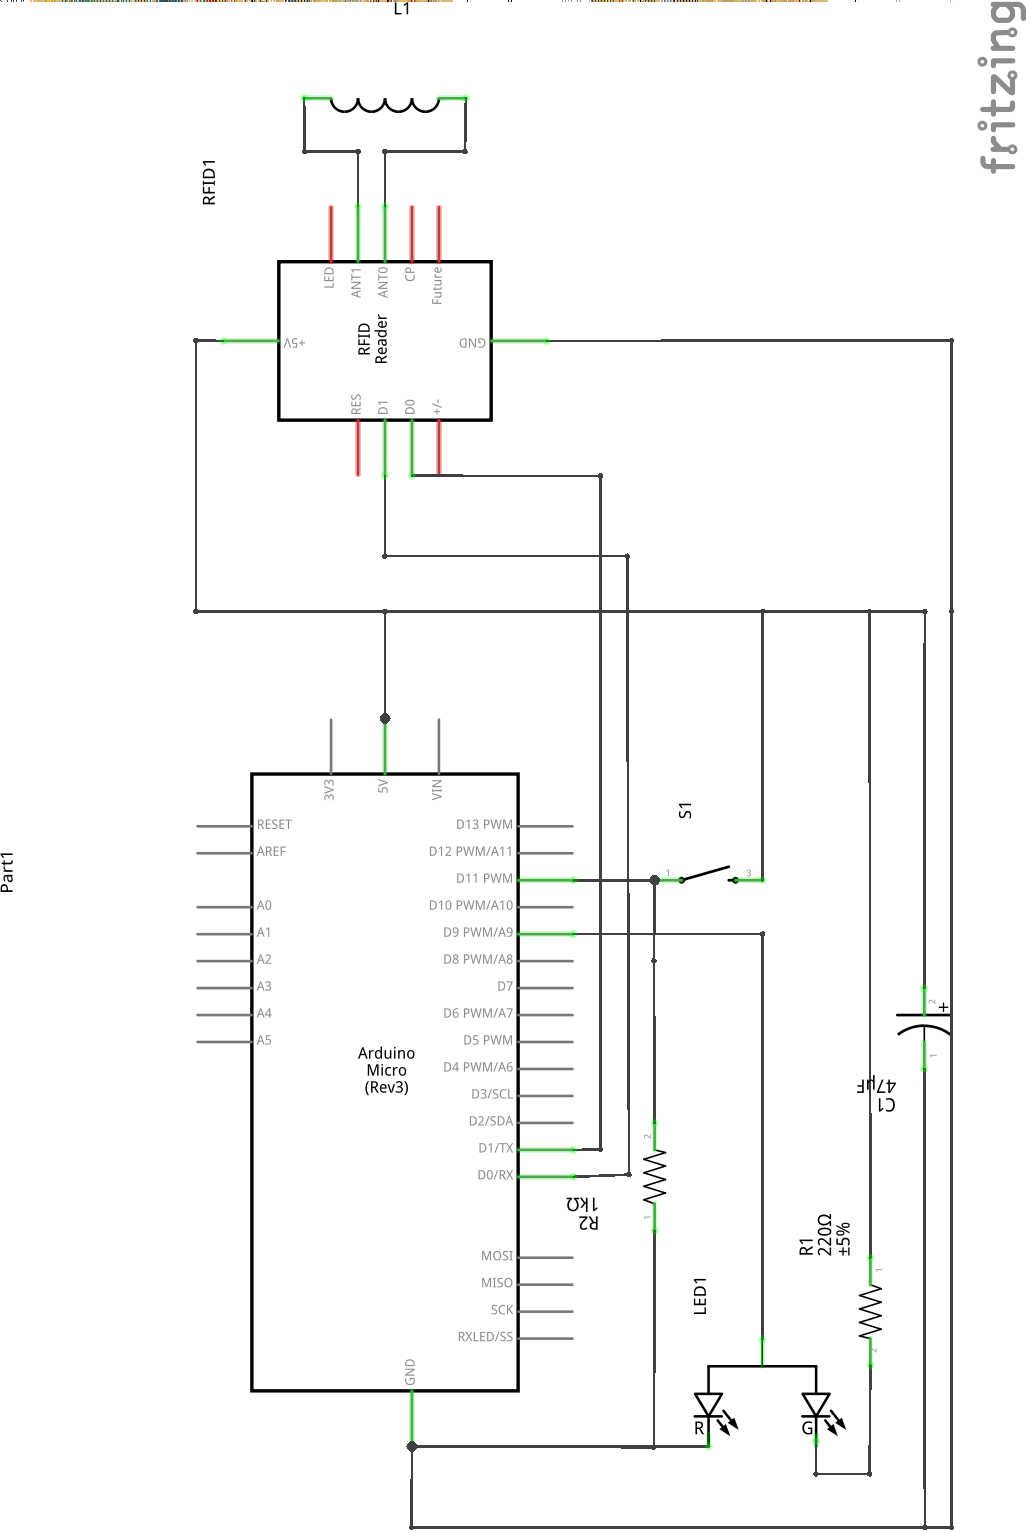 L1
fritzing
RFID1
LED
ANT1
ANT0
CP
Future
+5V
RFID
Reader
GND
RES
D1
D0
+/-
3V3
5V
VIN
S1
Part1
RESET
AREF
A0
A1
A2
A3
A4
A5
Arduino
Micro
(Rev3)
D13 PWM
D12 PWM/A11
D11 PWM
D10 PWM/A10
D9 PWM/A9
D8 PWM/A8
D7
D6 PWM/A7
D5 PWM
D4 PWM/A6
D3/SCL
D2/SDA
D1/TX
D0/RX
MOSI
MISO
SCK
RXLED/SS
GND
1
3
2
+
1
C1
47µF
2
1
R2
1kΩ
R1
220Ω
±5%
1
2
LED1
R
G